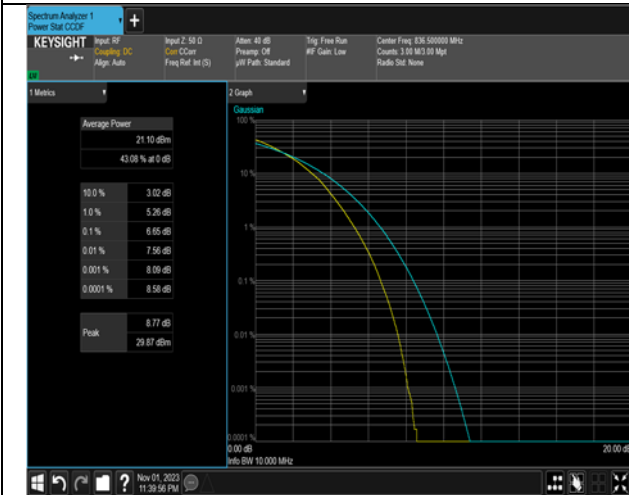 Spectrum Analyzer 1
Power Stat CCDF
+
KEYSIGHT
Input: RF
Coupling: DC
Align: Auto
Input Z: 50 Ω
Corr CCorr
Freq Ref: Int (S)
Atten: 40 dB
Preamp: Off
µW Path: Standard
Trig: Free Run
#IF Gain: Low
Center Freq: 836.500000 MHz
Counts: 3.00 M/3.00 Mpt
Radio Std: None
1 Metrics
Average Power
21.10 dBm
43.08 % at 0 dB
10.0 % 3.02 dB
1.0 % 5.26 dB
0.1 % 6.65 dB
0.01 % 7.56 dB
0.001 % 8.09 dB
0.0001 % 8.58 dB
Peak
8.77 dB
29.87 dBm
2 Graph
Gaussian
100 %
10 %
1 %
0.1 %
0.01 %
0.001 %
0.0001 %
0.00 dB
20.00 dB
Info BW 10.000 MHz
?
Nov 01, 2023
11:39:56 PM